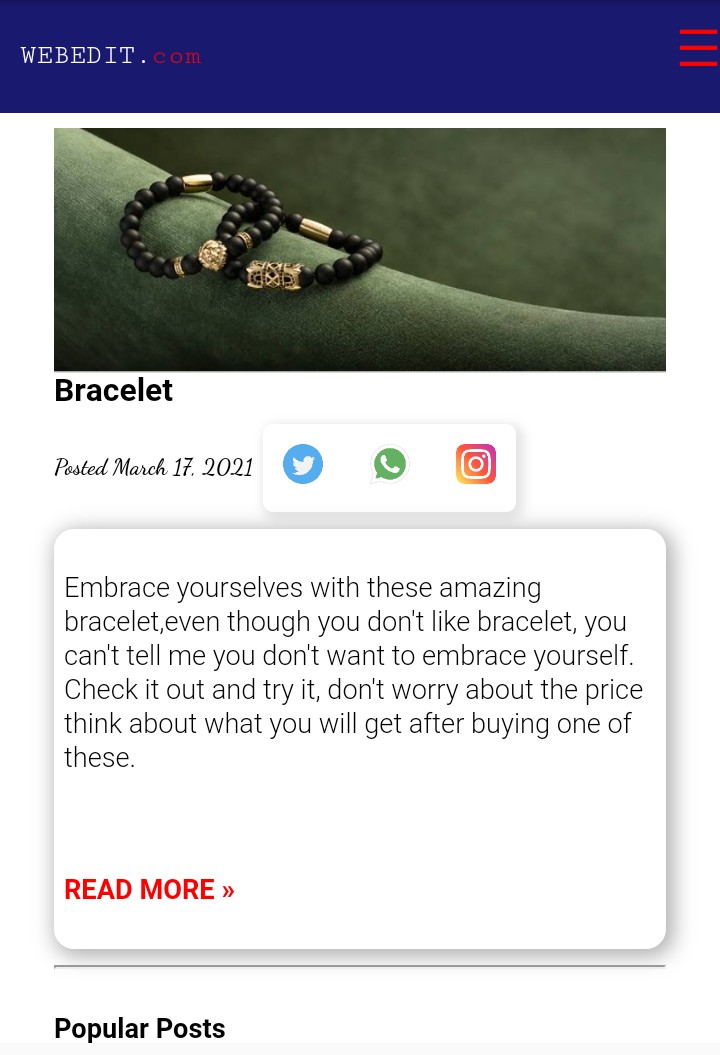 WEBEDIT.com
Bracelet
Posted March 17, 2021
Embrace yourselves with these amazing
bracelet,even though you don't like bracelet, you
can't tell me you don't want to embrace yourself.
Check it out and try it, don't worry about the price
think about what you will get after buying one of
these.
READ MORE »
Popular Posts